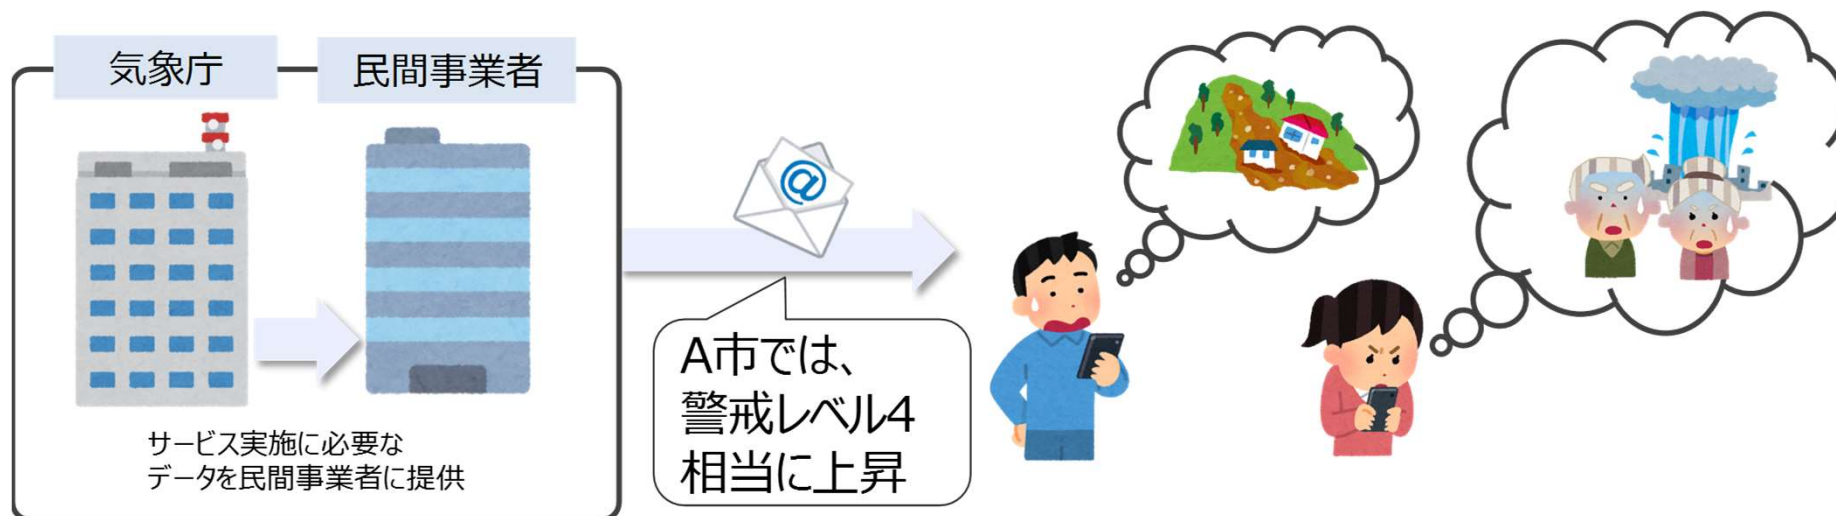 気象庁
民間事業者
サービス実施に必要な
データを民間事業者に提供
@
A市では、
警戒レベル4
相当に上昇